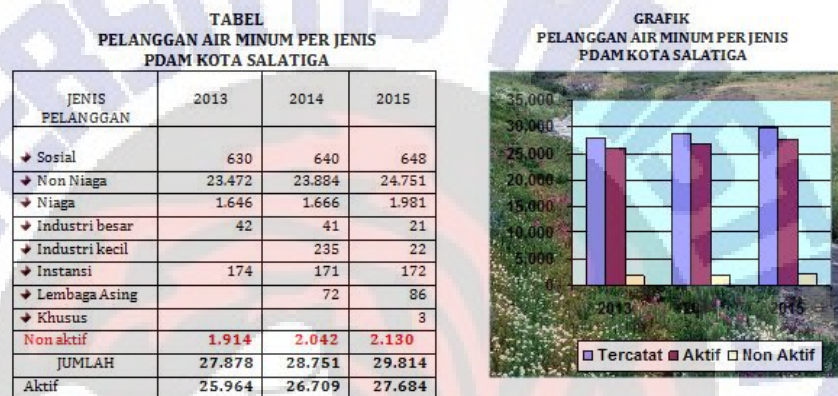 TABEL
PELANGGAN AIR MINUM PER JENIS
PDAM KOTA SALATIGA
JENIS PELANGGAN 2013 2014 2015
Sosial 630 640 648
Non Niaga 23.472 23.884 24.751
Niaga 1.646 1.666 1.981
Industri besar 42 41 21
Industri kecil 235 22
Instansi 174 171 172
Lembaga Asing 72 86
Khusus 3
Non aktif 1.914 2.042 2.130
JUMLAH 27.878 28.751 29.814
Aktif 25.964 26.709 27.684
GRAFIK
PELANGGAN AIR MINUM PER JENIS
PDAM KOTA SALATIGA
35,000
30,000
25,000
20,000
15,000
10,000
5,000
0
2013 2015
Tercatat Aktif Non Aktif